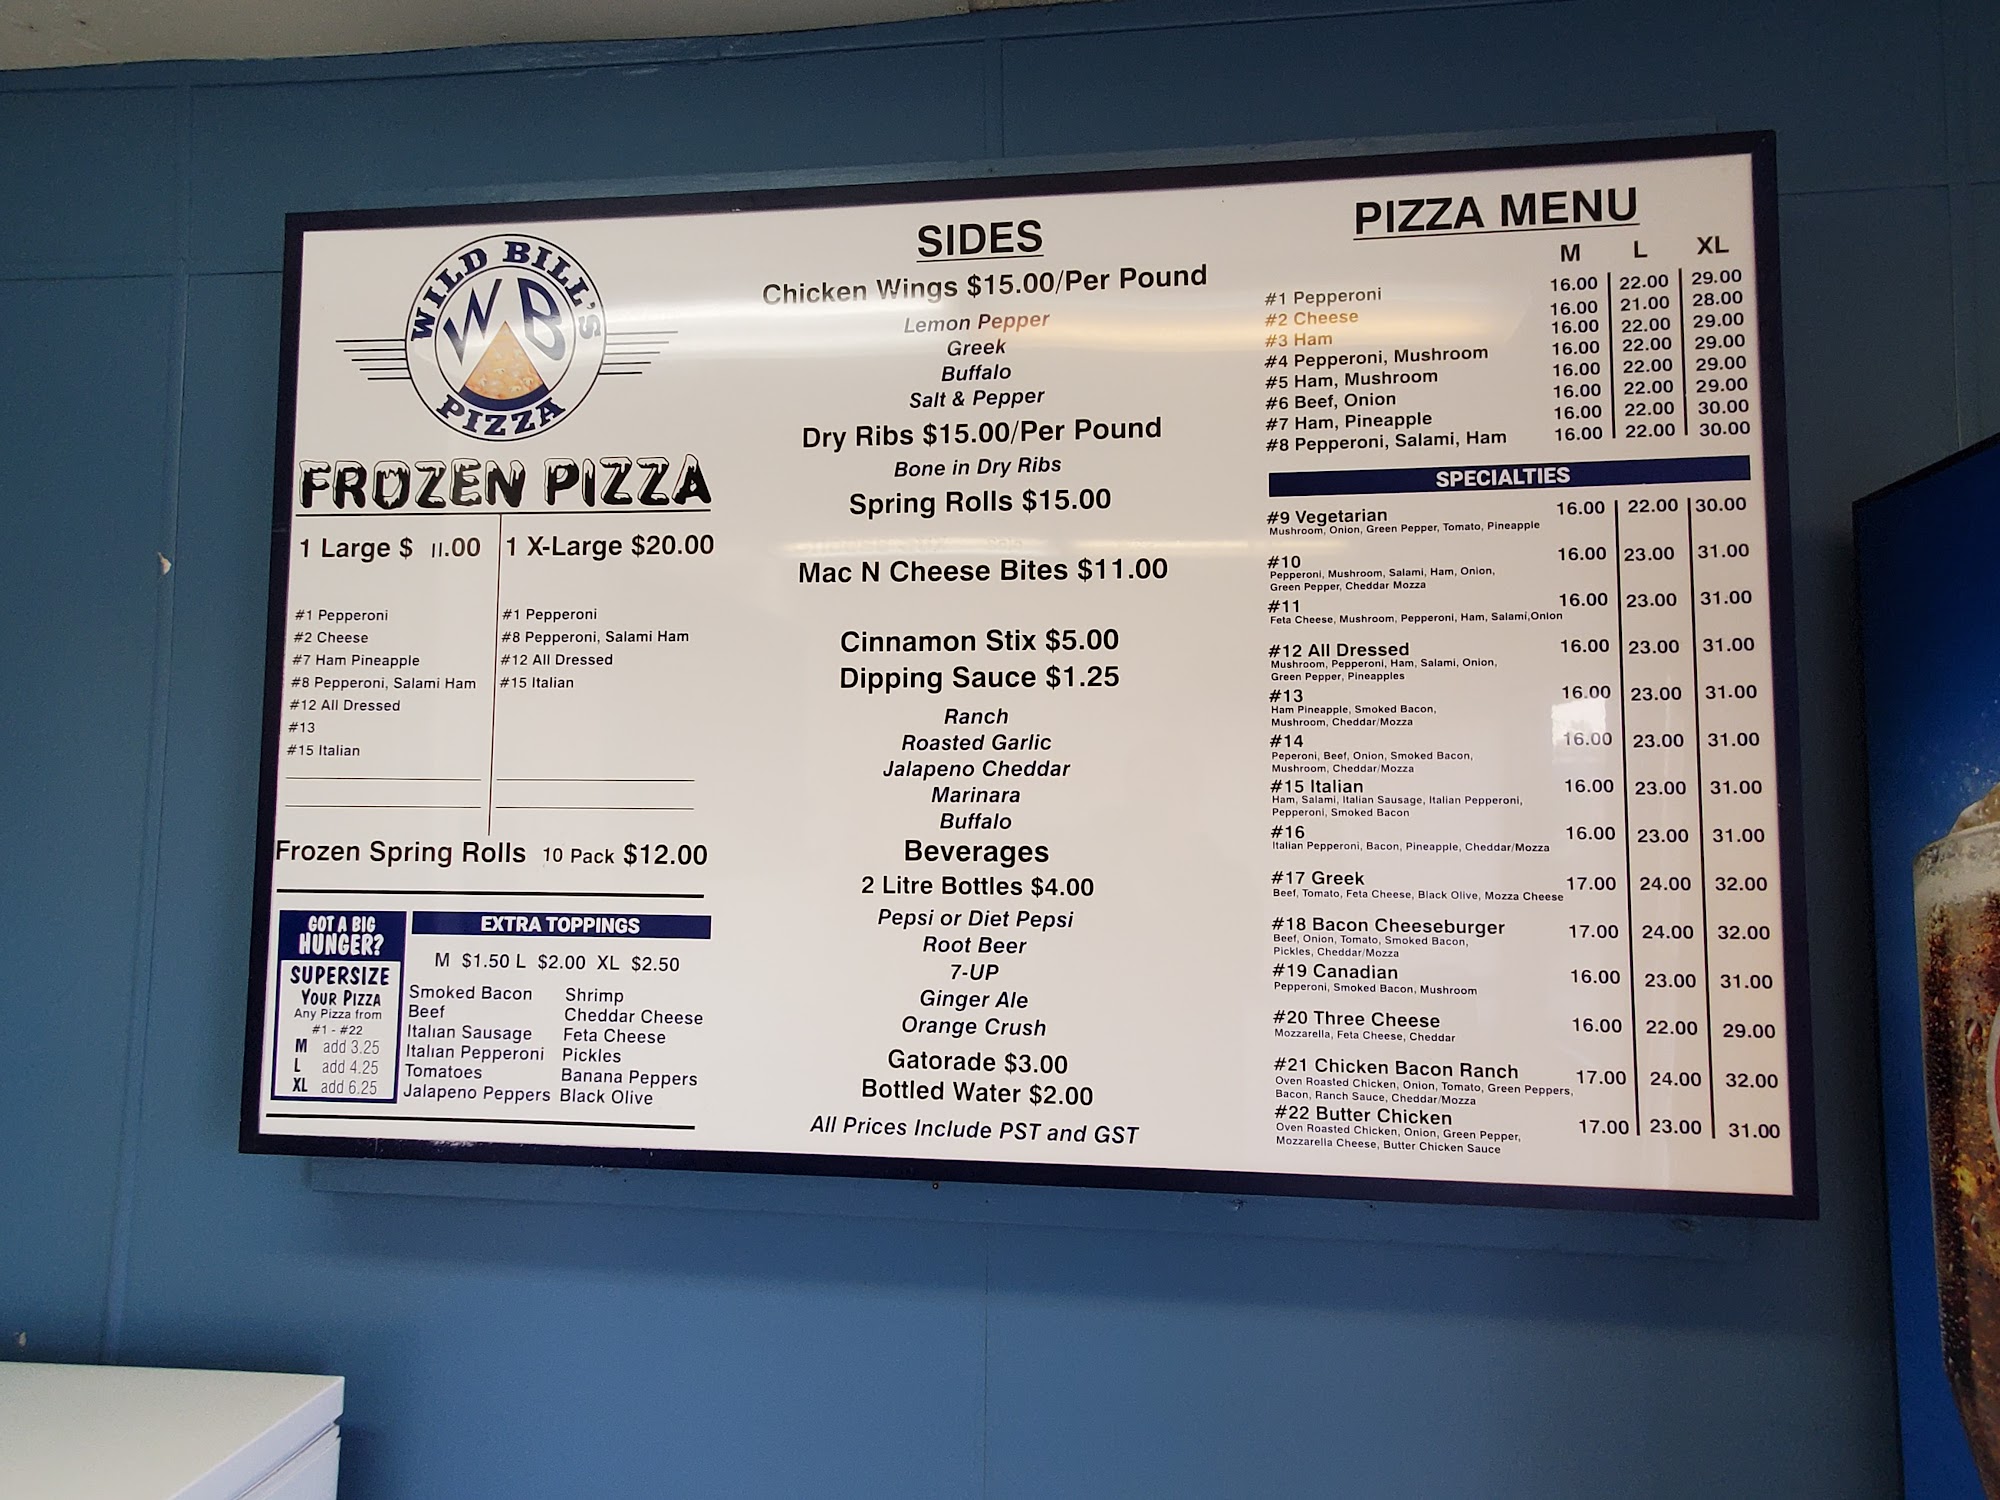 WILD BILL'S
WB
PIZZA
FROZEN PIZZA
1 Large $ 11.00
#1 Pepperoni
#2 Cheese
#7 Ham Pineapple
#8 Pepperoni, Salami Ham
#12 All Dressed
#13
#15 Italian
1 X-Large $20.00
#1 Pepperoni
#8 Pepperoni, Salami Ham
#12 All Dressed
#15 Italian
Frozen Spring Rolls 10 Pack $12.00
GOT A BIG
HUNGER?
SUPERSIZE
YOUR PIZZA
Any Pizza from
#1 - #22
M add 3.25
L add 4.25
XL add 6.25
EXTRA TOPPINGS
M $1.50 L $2.00 XL $2.50
Smoked Bacon
Beef
Italian Sausage
Italian Pepperoni
Tomatoes
Jalapeno Peppers
Shrimp
Cheddar Cheese
Feta Cheese
Pickles
Banana Peppers
Black Olive
SIDES
Chicken Wings $15.00/Per Pound
Lemon Pepper
Greek
Buffalo
Salt & Pepper
Dry Ribs $15.00/Per Pound
Bone in Dry Ribs
Spring Rolls $15.00
Mac N Cheese Bites $11.00
Cinnamon Stix $5.00
Dipping Sauce $1.25
Ranch
Roasted Garlic
Jalapeno Cheddar
Marinara
Buffalo
Beverages
2 Litre Bottles $4.00
Pepsi or Diet Pepsi
Root Beer
7-UP
Ginger Ale
Orange Crush
Gatorade $3.00
Bottled Water $2.00
All Prices Include PST and GST
PIZZA MENU
M L XL
#1 Pepperoni 16.00 22.00 29.00
#2 Cheese 16.00 21.00 28.00
#3 Ham 16.00 22.00 29.00
#4 Pepperoni, Mushroom 16.00 22.00 29.00
#5 Ham, Mushroom 16.00 22.00 29.00
#6 Beef, Onion 16.00 22.00 29.00
#7 Ham, Pineapple 16.00 22.00 30.00
#8 Pepperoni, Salami, Ham 16.00 22.00 30.00
SPECIALTIES
#9 Vegetarian 16.00 22.00 30.00
Mushroom, Onion, Green Pepper, Tomato, Pineapple
#10 16.00 23.00 31.00
Pepperoni, Mushroom, Salami, Ham, Onion,
Green Pepper, Cheddar Mozza
#11 16.00 23.00 31.00
Feta Cheese, Mushroom, Pepperoni, Ham, Salami,Onion
#12 All Dressed 16.00 23.00 31.00
Mushroom, Pepperoni, Ham, Salami, Onion,
Green Pepper, Pineapples
#13 16.00 23.00 31.00
Ham Pineapple, Smoked Bacon,
Mushroom, Cheddar/Mozza
#14 16.00 23.00 31.00
Peperoni, Beef, Onion, Smoked Bacon,
Mushroom, Cheddar/Mozza
#15 Italian 16.00 23.00 31.00
Ham, Salami, Italian Sausage, Italian Pepperoni,
Pepperoni, Smoked Bacon
#16 16.00 23.00 31.00
Italian Pepperoni, Bacon, Pineapple, Cheddar/Mozza
#17 Greek 17.00 24.00 32.00
Beef, Tomato, Feta Cheese, Black Olive, Mozza Cheese
#18 Bacon Cheeseburger 17.00 24.00 32.00
Beef, Onion, Tomato, Smoked Bacon,
Pickles, Cheddar/Mozza
#19 Canadian 16.00 23.00 31.00
Pepperoni, Smoked Bacon, Mushroom
#20 Three Cheese 16.00 22.00 29.00
Mozzarella, Feta Cheese, Cheddar
#21 Chicken Bacon Ranch 17.00 24.00 32.00
Oven Roasted Chicken, Onion, Tomato, Green Peppers,
Bacon, Ranch Sauce, Cheddar/Mozza
#22 Butter Chicken 17.00 23.00 31.00
Oven Roasted Chicken, Onion, Green Pepper,
Mozzarella Cheese, Butter Chicken Sauce